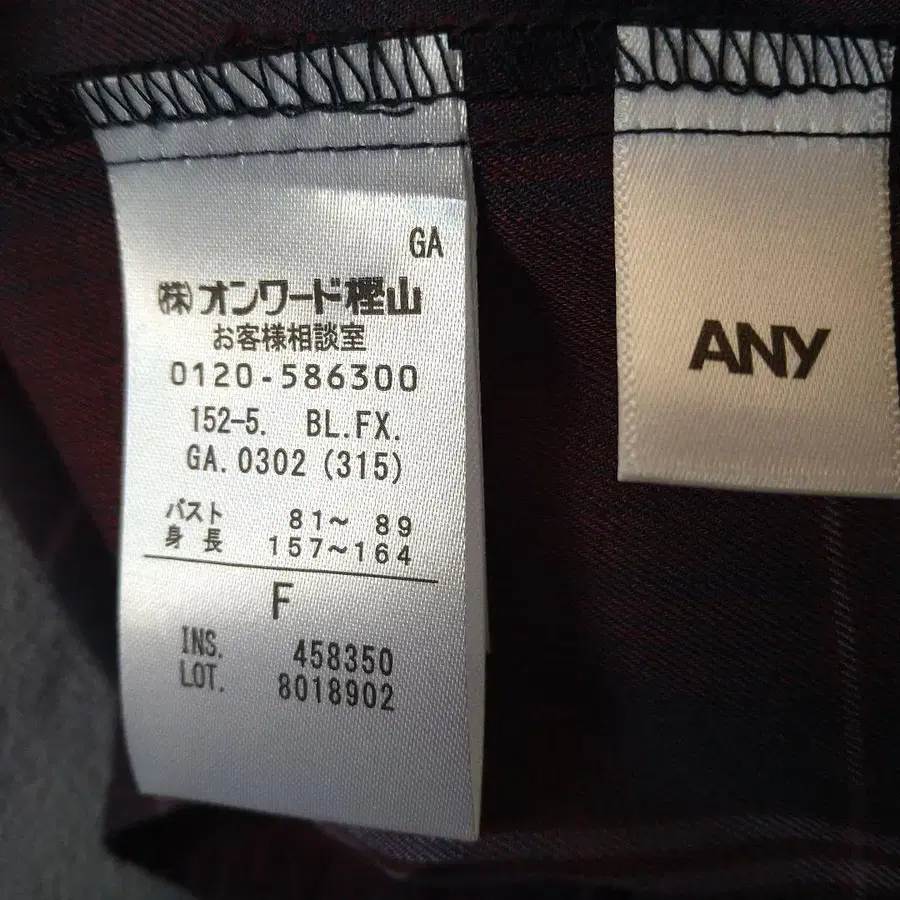 GA
㈱オンワード樫山
お客様相談室
0120-586300
152-5. BL.FX.
GA. 0302 (315)
バスト 81～ 89
身長 157～164
F
INS. 458350
LOT. 8018902
ANY